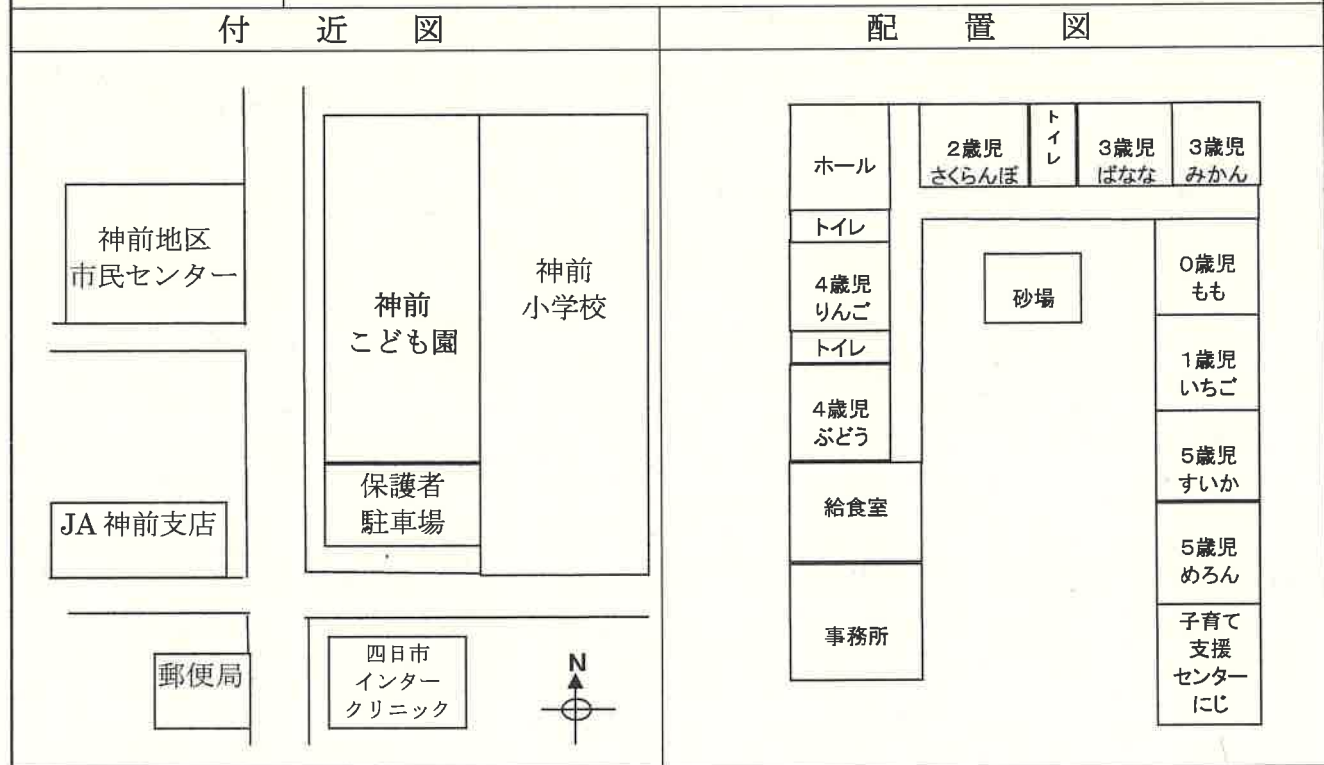 付近図
神前地区
市民センター
神前
こども園
神前
小学校
保護者
駐車場
JA 神前支店
郵便局
四日市
インター
クリニック
N
配置図
ホール
2歳児
さくらんぼ
トイレ
3歳児
ばなな
3歳児
みかん
トイレ
4歳児
りんご
トイレ
4歳児
ぶどう
給食室
事務所
砂場
0歳児
もも
1歳児
いちご
5歳児
すいか
5歳児
めろん
子育て
支援
センター
にじ